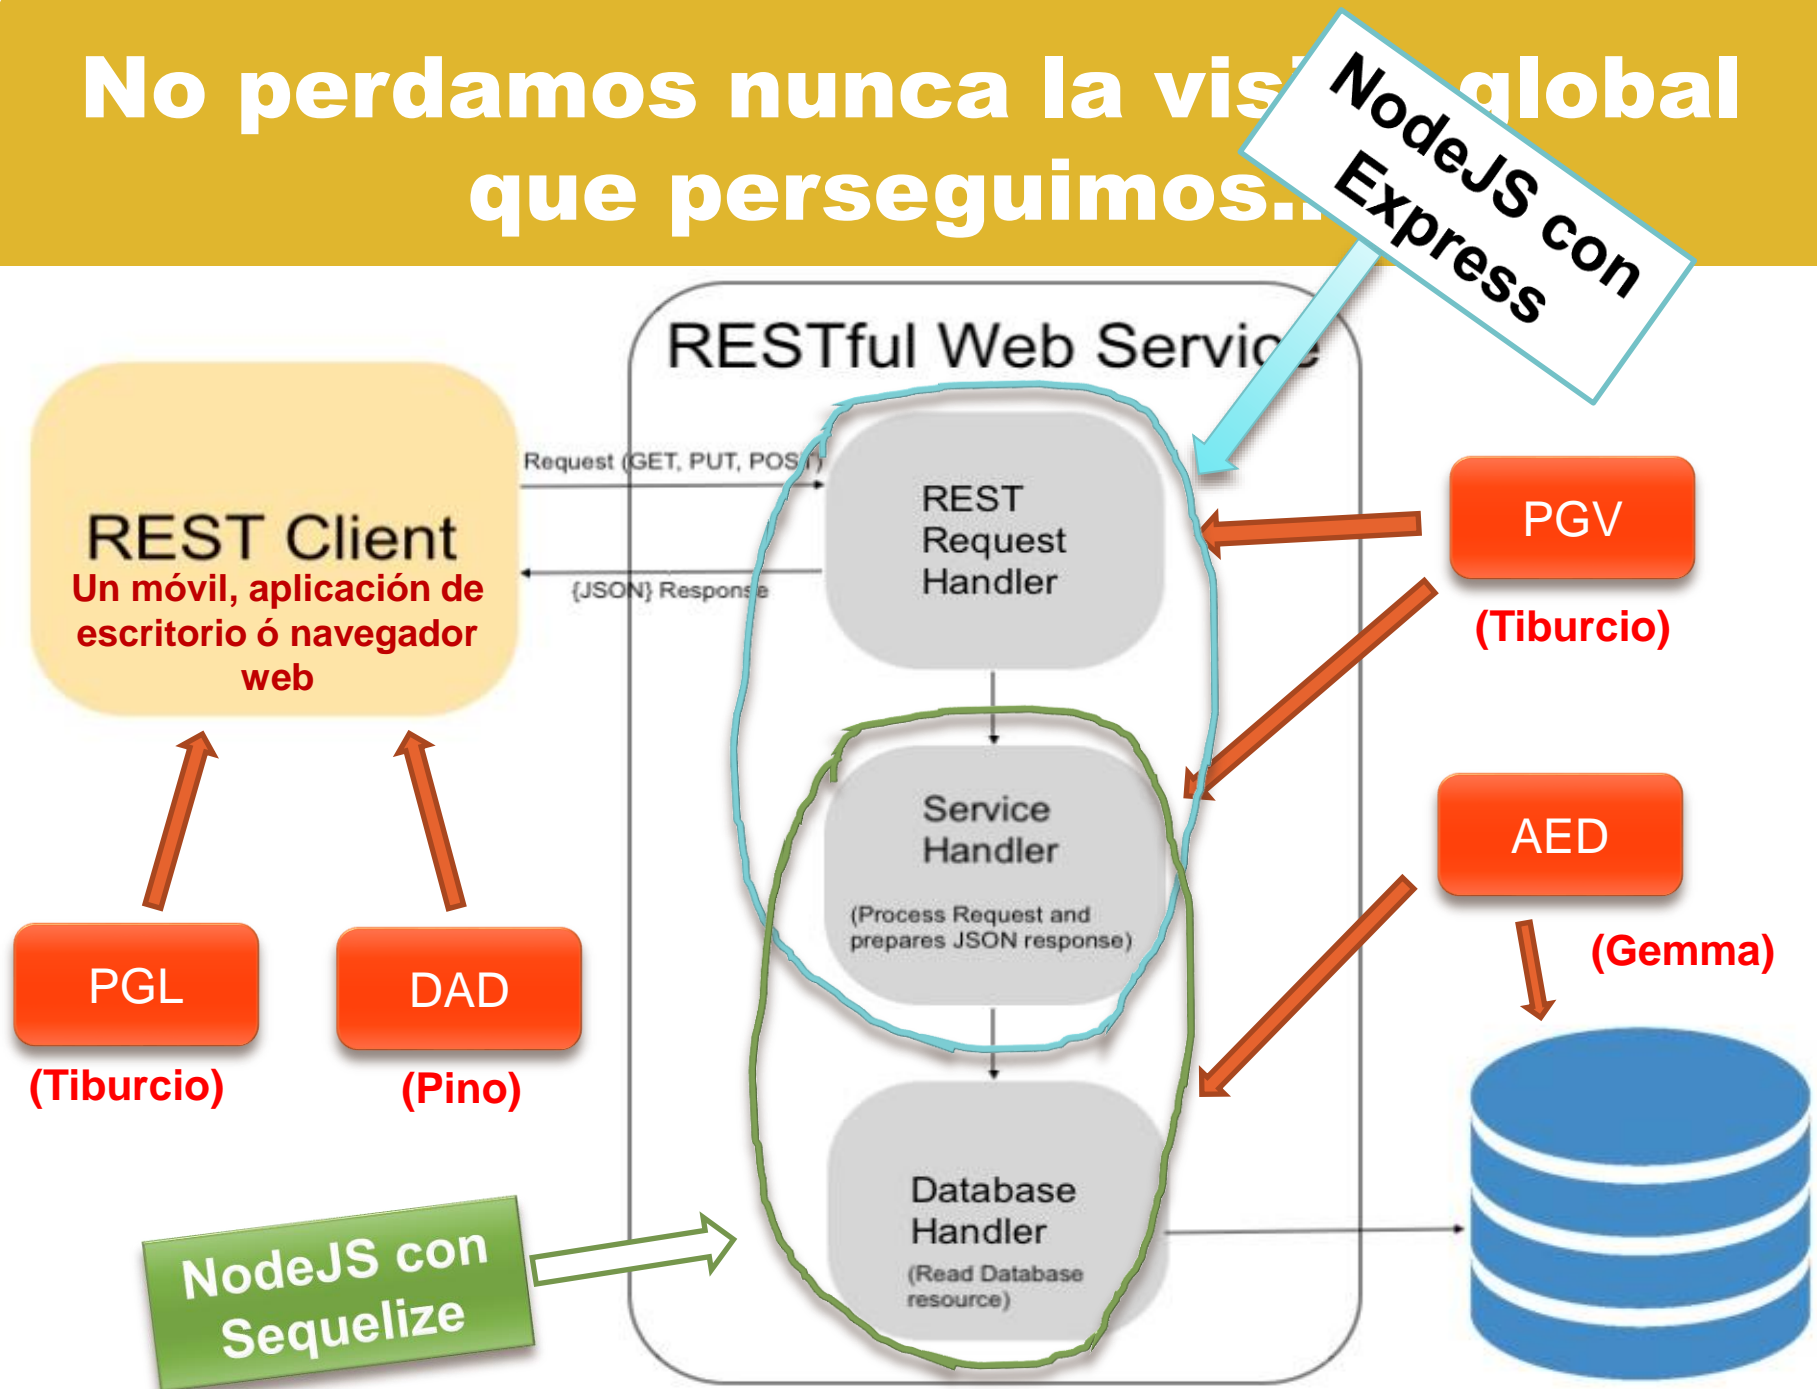 No perdamos nunca la vis global
que perseguimos..
NodeJS con
Express
RESTful Web Service
Request (GET, PUT, POST)
{JSON} Response
REST Client
Un móvil, aplicación de
escritorio ó navegador
web
REST
Request
Handler
PGV
(Tiburcio)
Service
Handler
(Process Request and
prepares JSON response)
AED
(Gemma)
PGL
(Tiburcio)
DAD
(Pino)
Database
Handler
(Read Database
resource)
NodeJS con
Sequelize